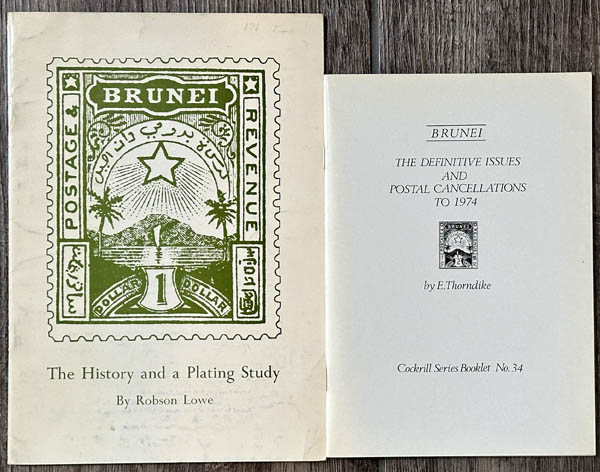 BRUNEI
POSTAGE &
REVENUE
1
DOLLAR
DOLLAR
The History and a Plating Study
By Robson Lowe
BRUNEI
THE DEFINITIVE ISSUES
AND
POSTAL CANCELLATIONS
TO 1974
BRUNEI
by E.Thorndike
Cockrill Series Booklet No.34